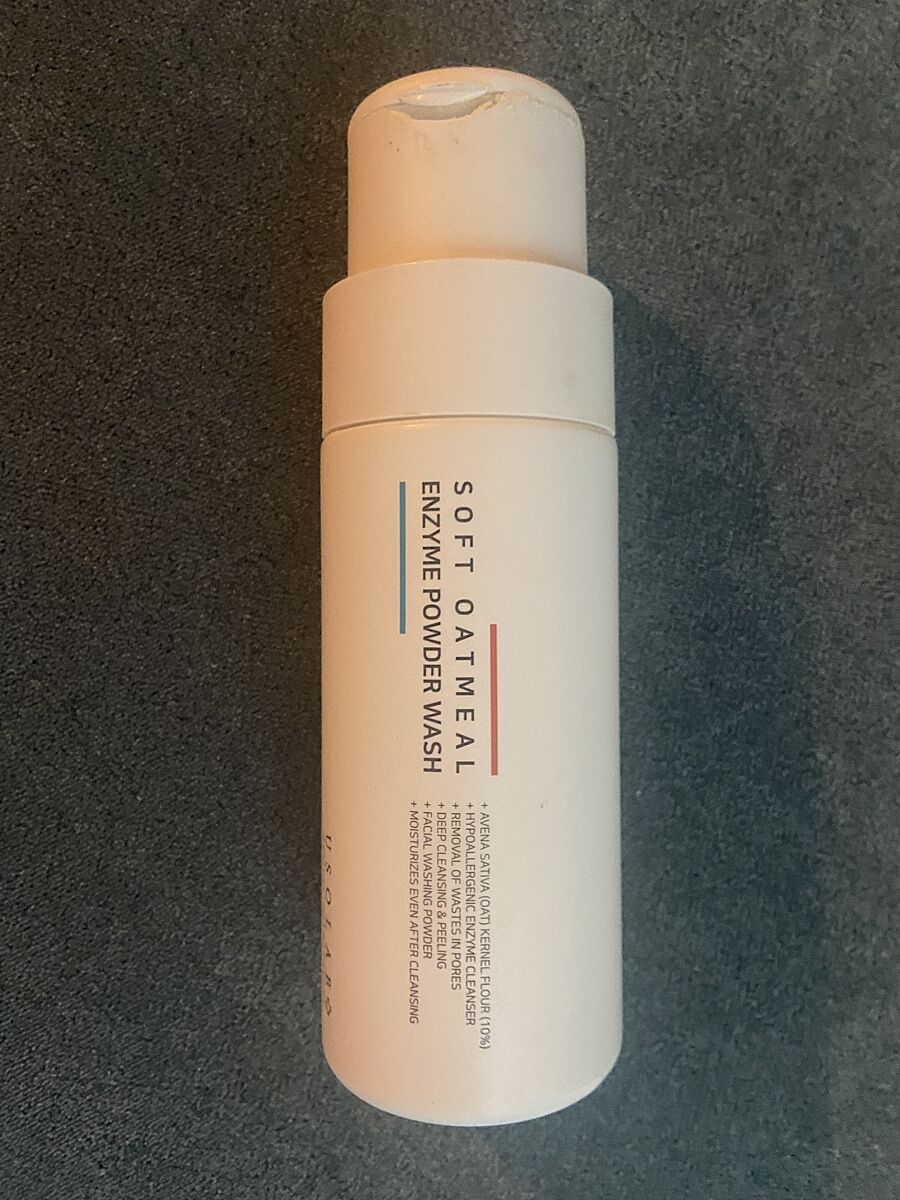 SOFT OATMEAL
ENZYME POWDER WASH
+ AVENA SATIVA (OAT) KERNEL FLOUR (10%)
+ HYPOALLERGENIC ENZYME CLEANSER
+ REMOVAL OF WASTES IN PORES
+ DEEP CLEANSING & PEELING
+ FACIAL WASHING POWDER
+ MOISTURIZES EVEN AFTER CLEANSING